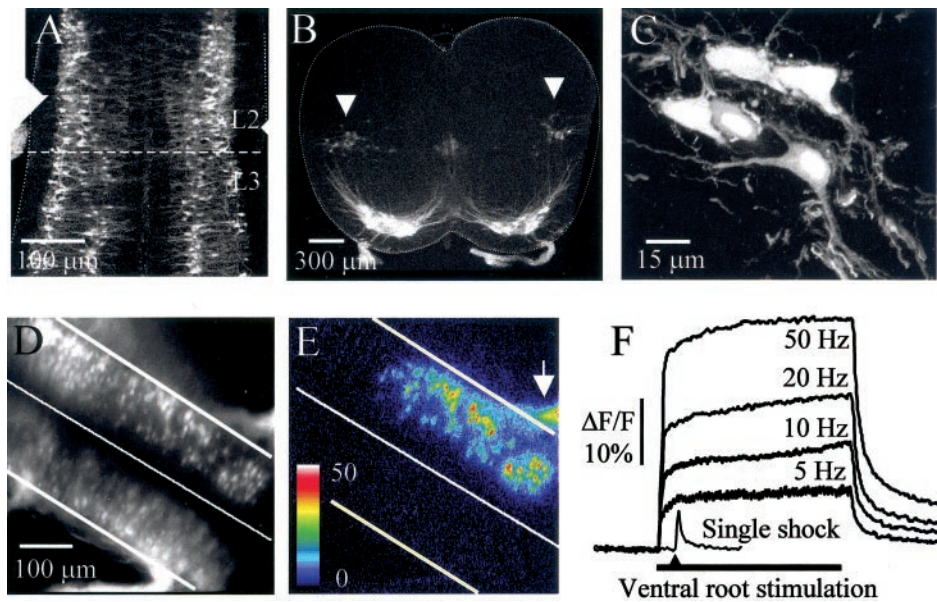 A
L2
L3
100 μm
B
300 μm
C
15 μm
D
100 μm
E
50
0
F
50 Hz
20 Hz
10 Hz
5 Hz
ΔF/F
10%
Single shock
Ventral root stimulation